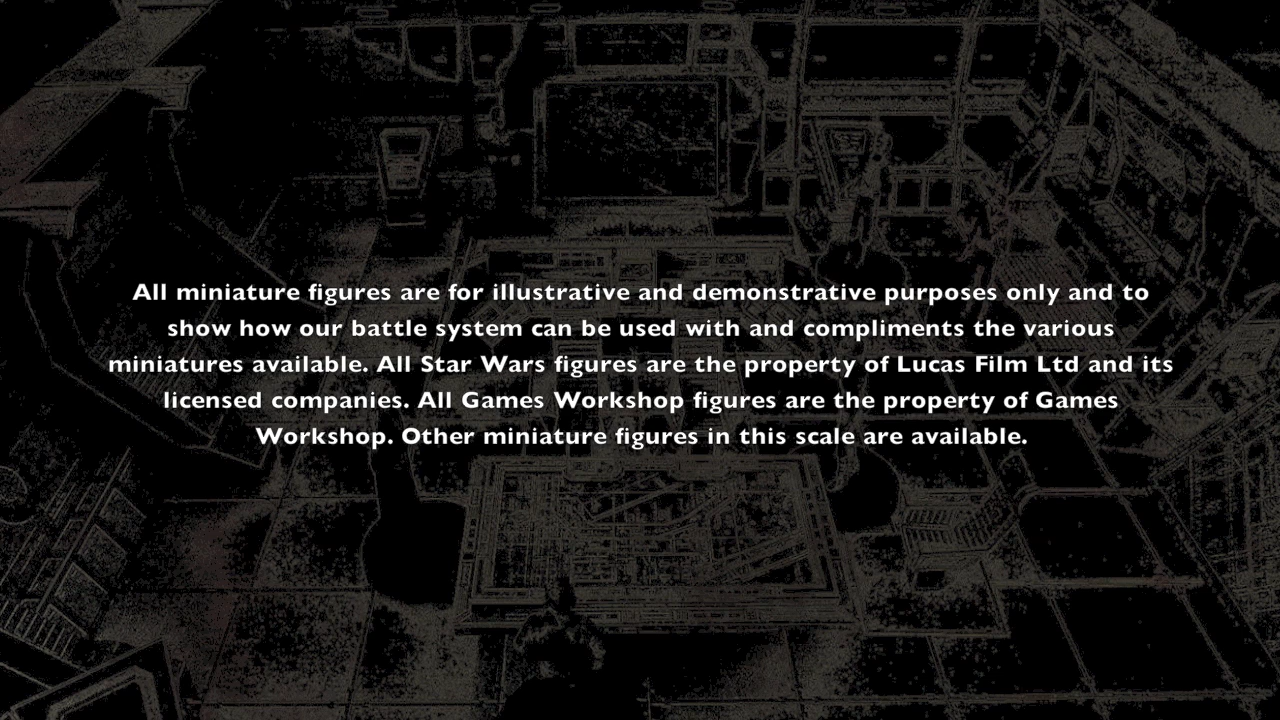 All miniature figures are for illustrative and demonstrative purposes only and to
show how our battle system can be used with and compliments the various
miniatures available. All Star Wars figures are the property of Lucas Film Ltd and its
licensed companies. All Games Workshop figures are the property of Games
Workshop. Other miniature figures in this scale are available.